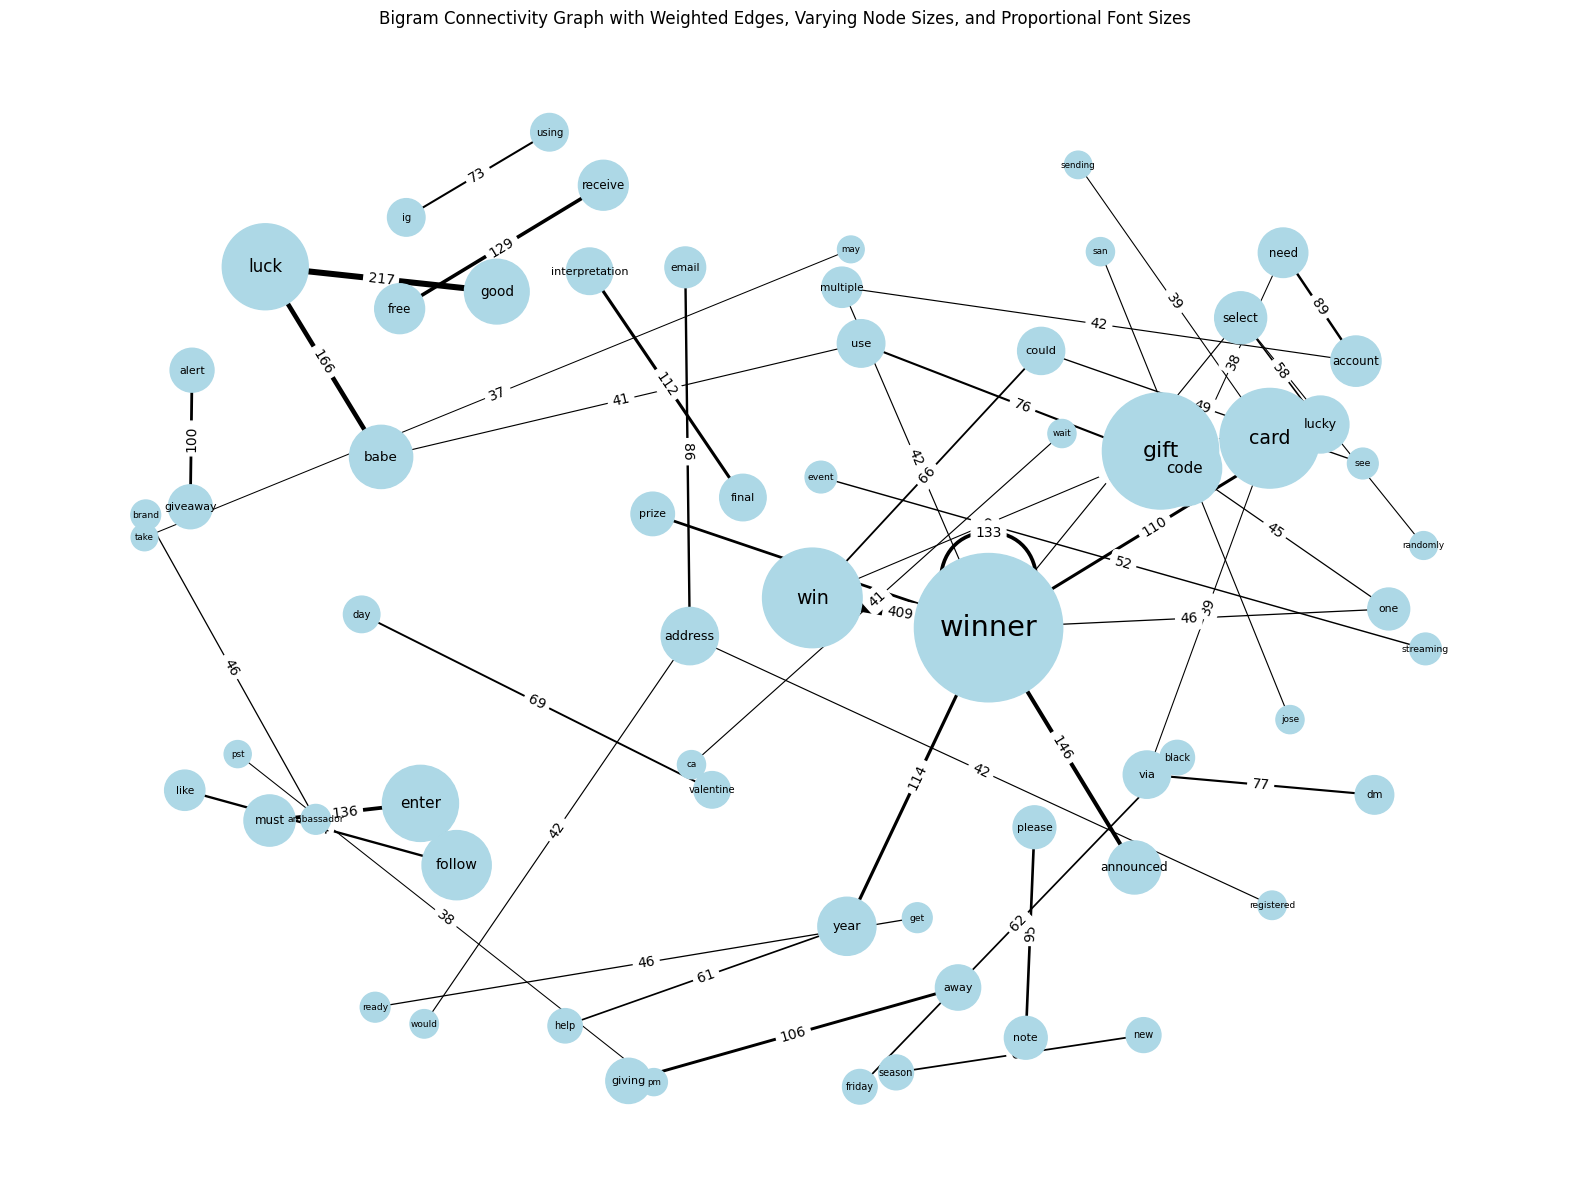 Bigram Connectivity Graph with Weighted Edges, Varying Node Sizes, and Proportional Font Sizes
using
sending
73
receive
ig
129
may
san
need
luck
217
interpretation
email
good
free
multiple
39
89
select
42
use
could
account
166
alert
112
38
58
37
41
76
49
lucky
100
86
babe
wait
gift
card
code
42
66
see
event
final
giveaway
brand
prize
take
133
110
45
randomly
52
win
41
409
winner
39
one
46
day
address
streaming
46
69
jose
146
pst
ca
black
42
via
114
77
like
valentine
dm
enter
136
must
ambassador
please
42
follow
announced
registered
38
get
62
year
46
61
away
ready
would
help
106
note
new
giving
pm
season
friday